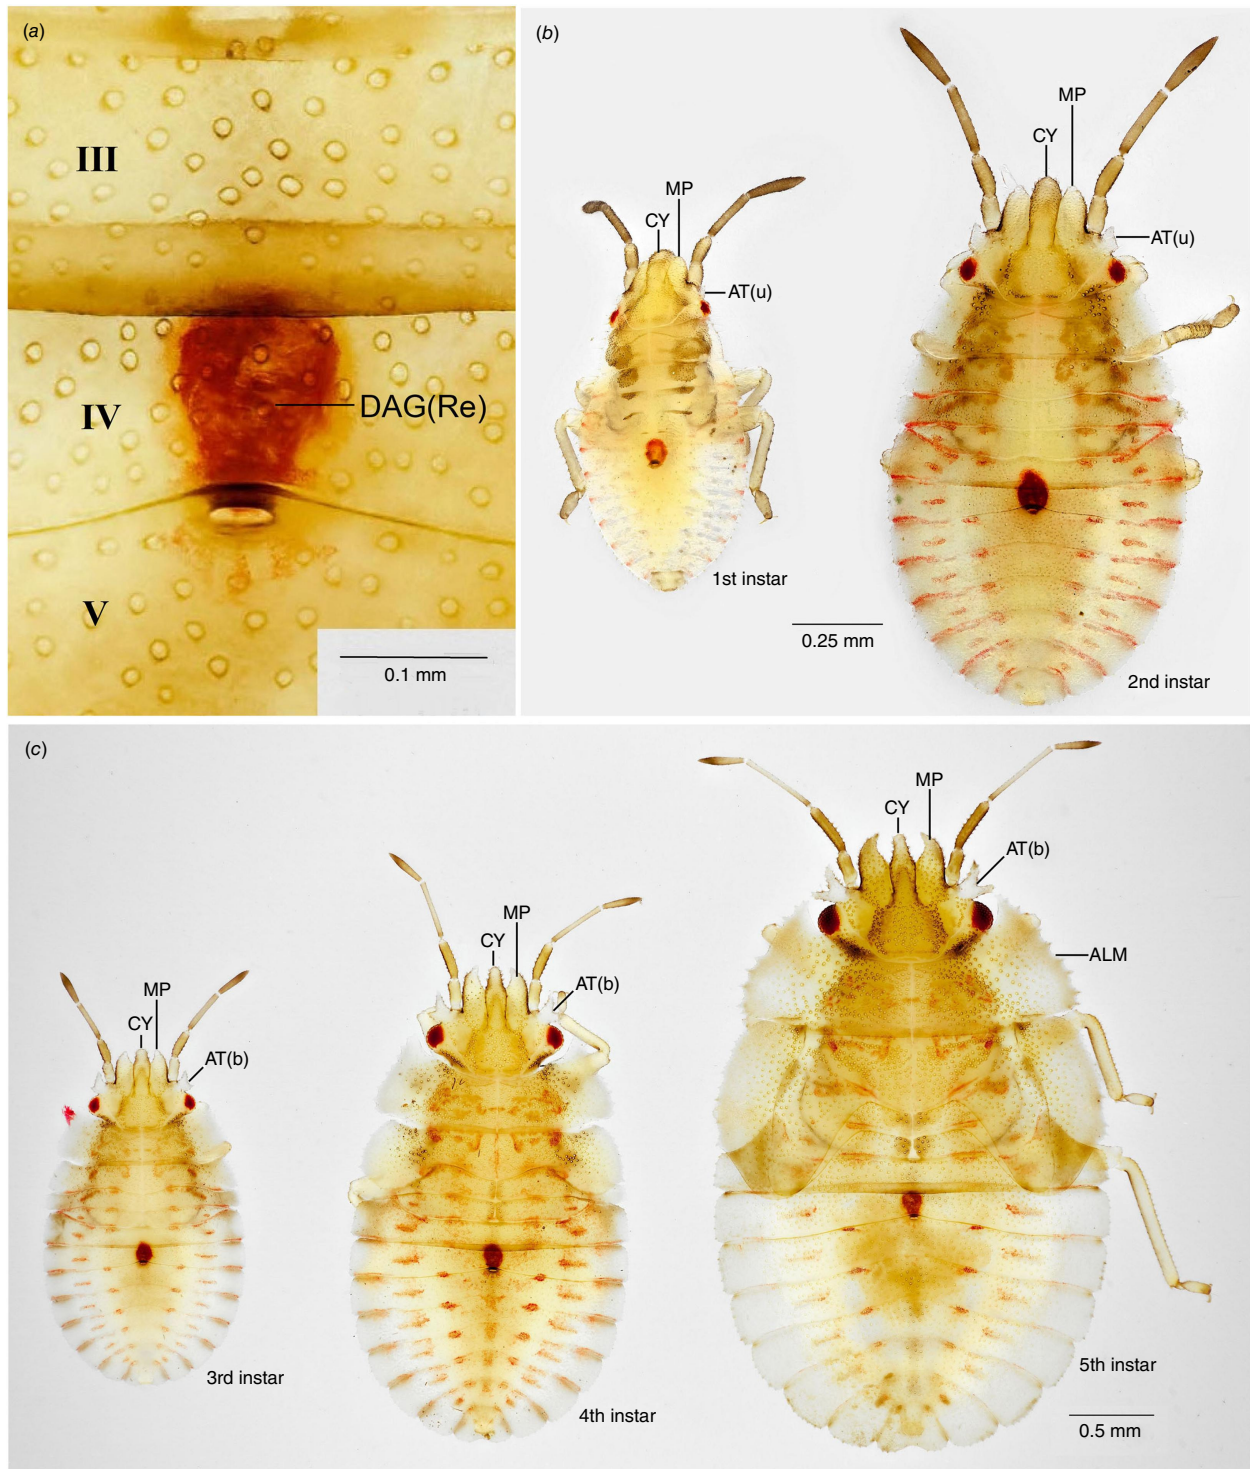 (a)
III
IV
DAG(Re)
V
0.1 mm
(b)
MP
CY
AT(u)
1st instar
MP
CY
AT(u)
0.25 mm
2nd instar
(c)
MP
CY
AT(b)
3rd instar
MP
CY
AT(b)
4th instar
MP
CY
AT(b)
ALM
5th instar
0.5 mm